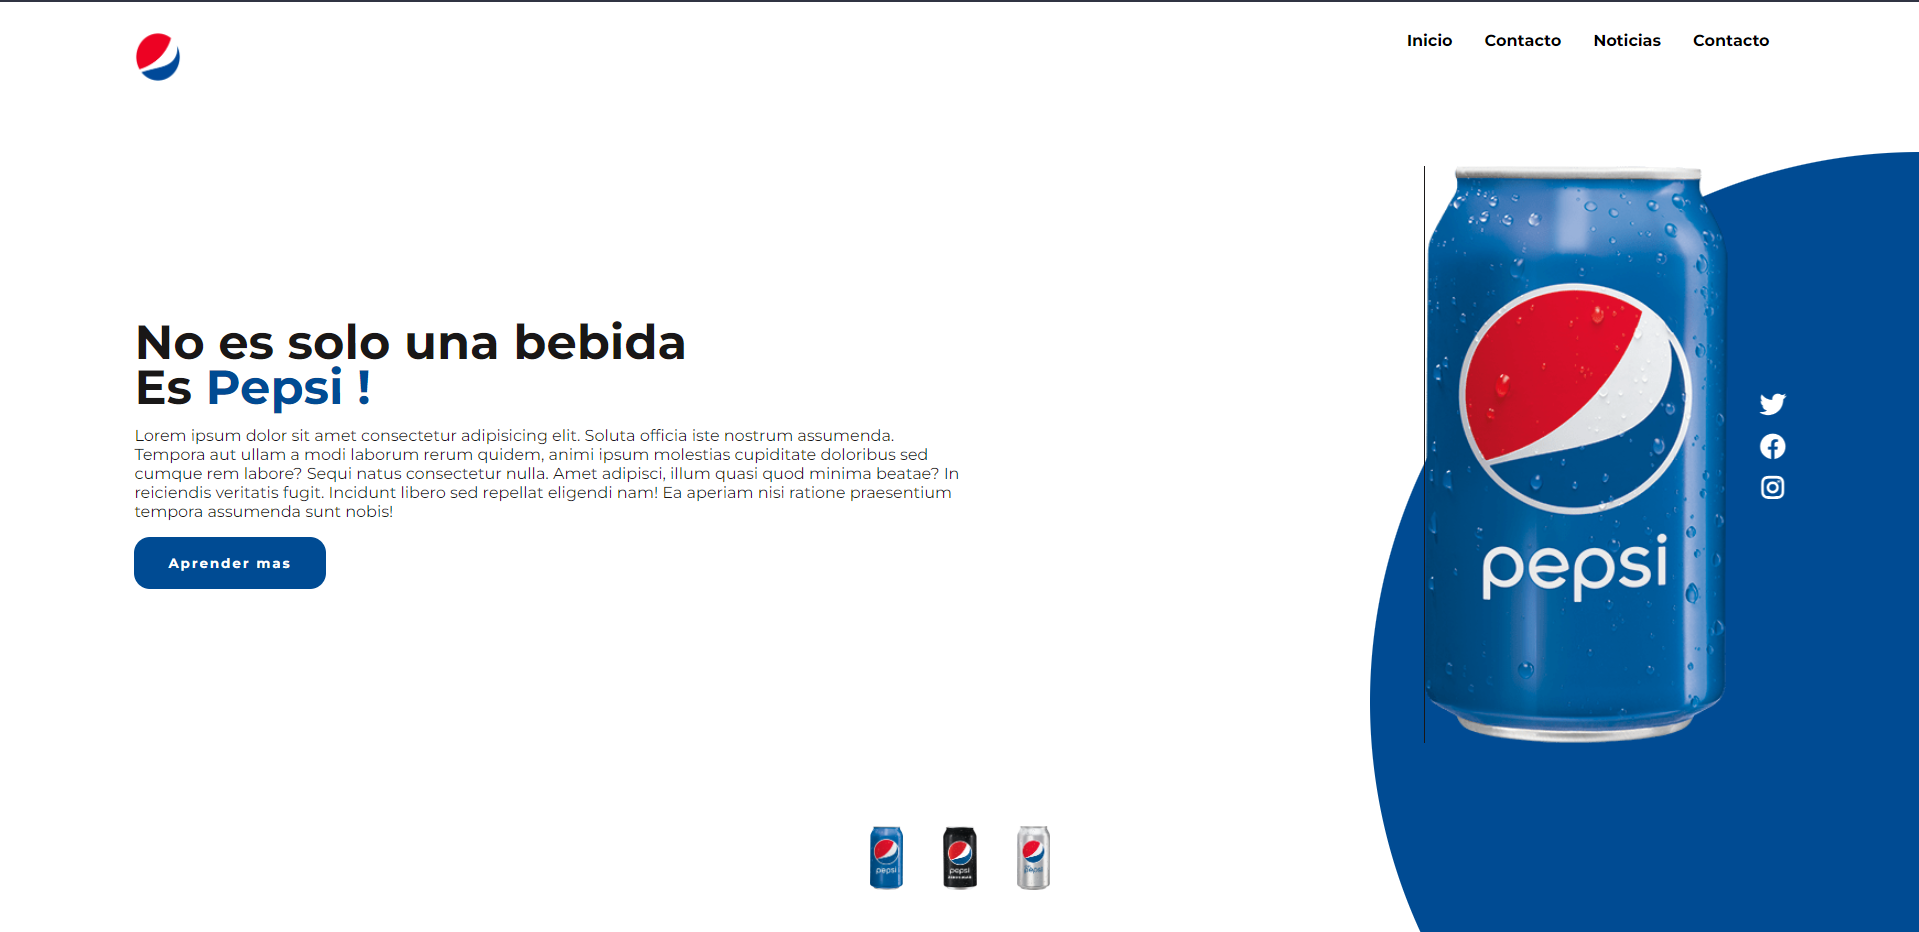 Inicio Contacto Noticias Contacto
No es solo una bebida
Es Pepsi !
Lorem ipsum dolor sit amet consectetur adipisicing elit. Soluta officia iste nostrum assumenda.
Tempora aut ullam a modi laborum rerum quidem, animi ipsum molestias cupiditate doloribus sed
cumque rem labore? Sequi natus consectetur nulla. Amet adipisci, illum quasi quod minima beatae? In
reiciendis veritatis fugit. Incidunt libero sed repellat eligendi nam! Ea aperiam nisi ratione praesentium
tempora assumenda sunt nobis!
Aprender mas
pepsi
pepsi pepsi pepsi